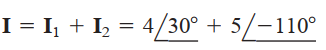 I = I₁ + I₂ = 4/30° + 5/−110°